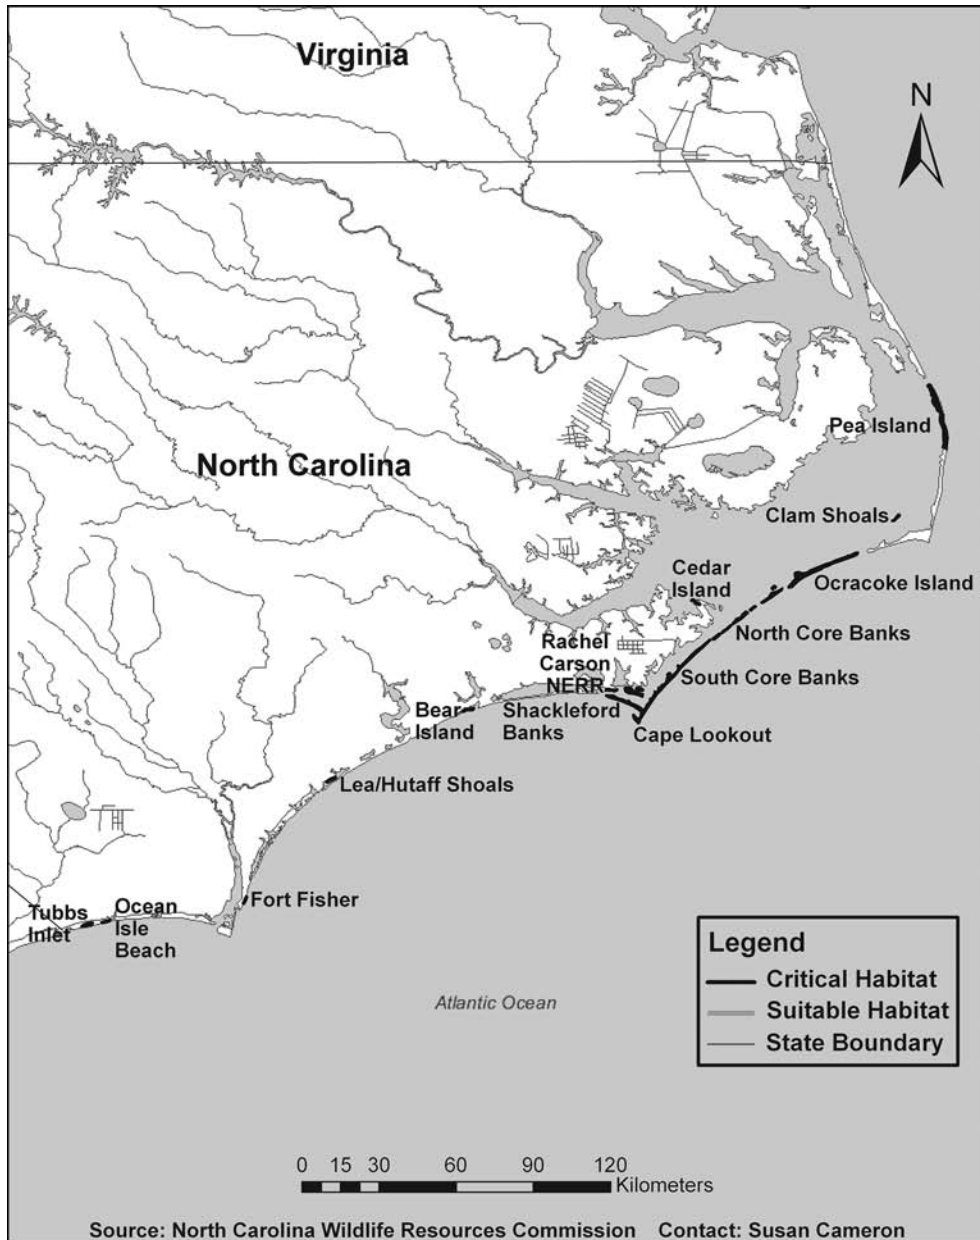 Virginia
N
Pea Island
North Carolina
Clam Shoals
Cedar
Island
Ocracoke Island
North Core Banks
Rachel
Carson
NERR
South Core Banks
Bear
Island
Shackleford
Banks
Cape Lookout
Lea/Hutaff Shoals
Fort Fisher
Tubbs
Inlet
Ocean
Isle
Beach
Legend
Critical Habitat
Suitable Habitat
State Boundary
Atlantic Ocean
0 15 30 60 90 120
Kilometers
Source: North Carolina Wildlife Resources Commission Contact: Susan Cameron